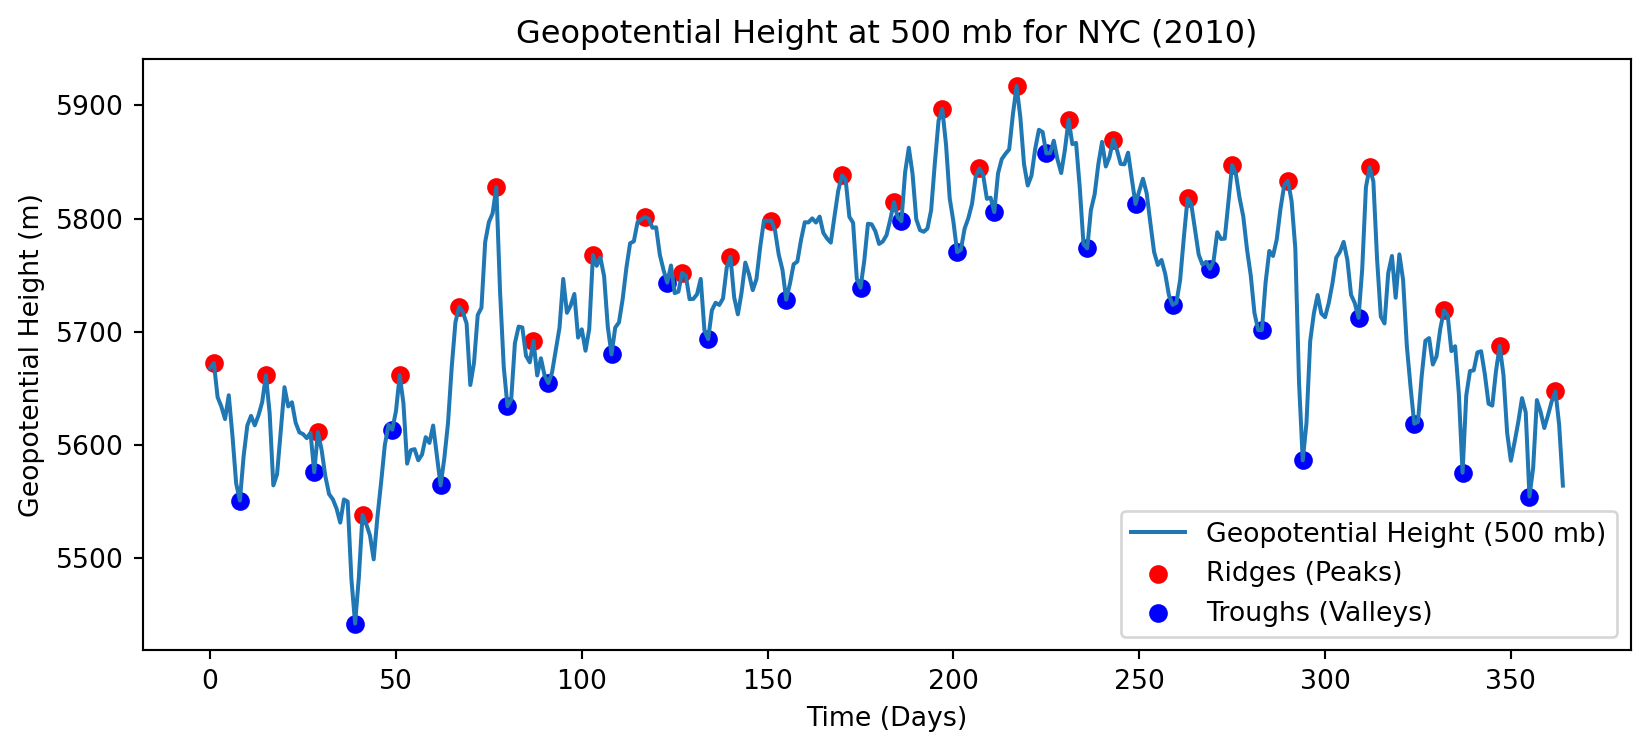 Geopotential Height at 500 mb for NYC (2010)
Geopotential Height (m)
5900
5800
5700
5600
5500
0 50 100 150 200 250 300 350
Time (Days)
Geopotential Height (500 mb)
Ridges (Peaks)
Troughs (Valleys)